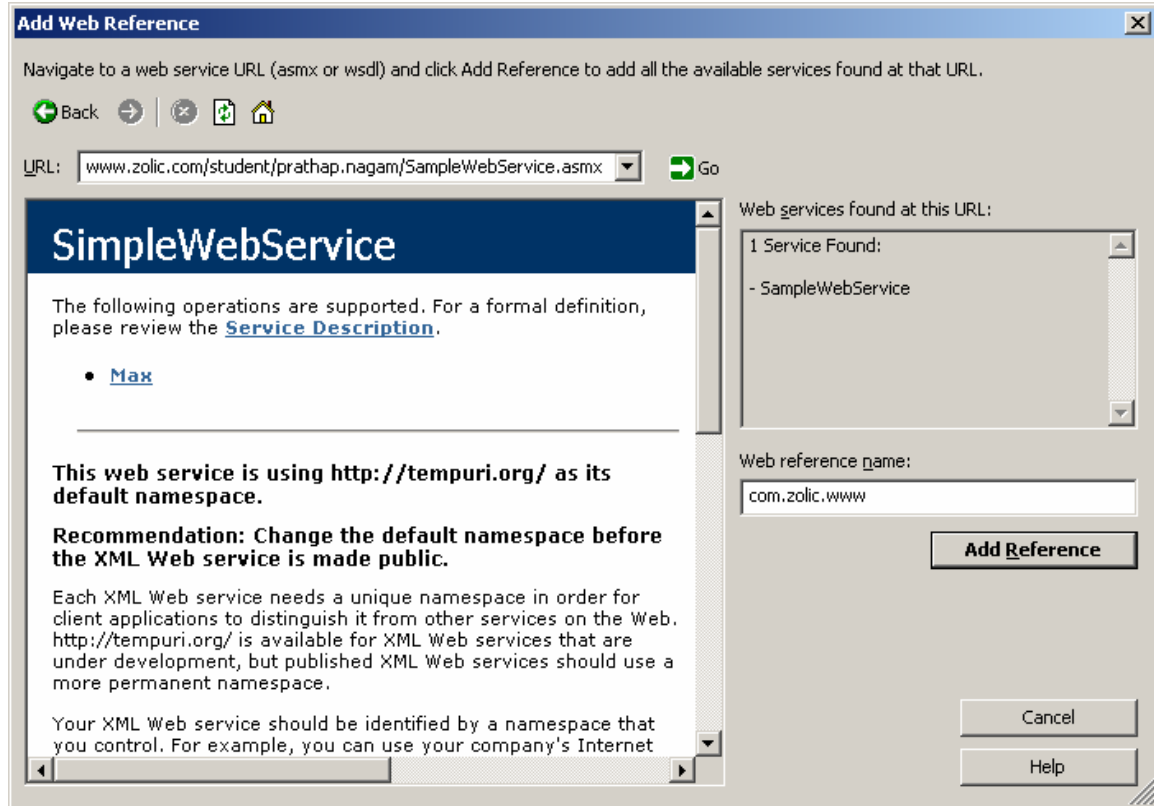 Add Web Reference
Navigate to a web service URL (asmx or wsdl) and click Add Reference to add all the available services found at that URL.
Back
URL: www.zolic.com/student/prathap.nagam/SampleWebService.asmx Go
SimpleWebService
The following operations are supported. For a formal definition,
please review the Service Description.
• Max
This web service is using http://tempuri.org/ as its
default namespace.
Recommendation: Change the default namespace before
the XML Web service is made public.
Each XML Web service needs a unique namespace in order for
client applications to distinguish it from other services on the Web.
http://tempuri.org/ is available for XML Web services that are
under development, but published XML Web services should use a
more permanent namespace.
Your XML Web service should be identified by a namespace that
you control. For example, you can use your company's Internet
Web services found at this URL:
1 Service Found:
- SampleWebService
Web reference name:
com.zolic.www
Add Reference
Cancel
Help